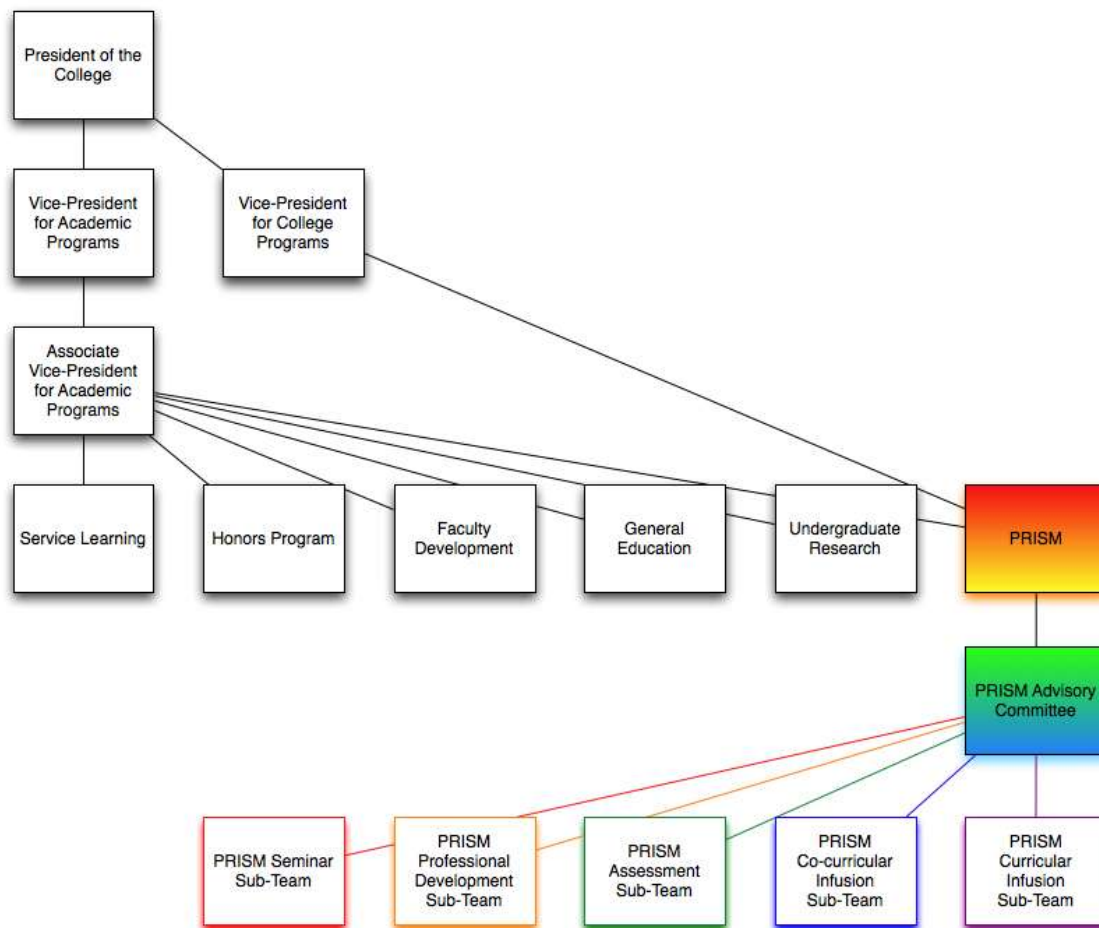 President of the
College
Vice-President
for Academic
Programs
Vice-President
for College
Programs
Associate
Vice-President
for Academic
Programs
Service Learning
Honors Program
Faculty
Development
General
Education
Undergraduate
Research
PRISM
PRISM Advisory
Committee
PRISM Seminar
Sub-Team
PRISM
Professional
Development
Sub-Team
PRISM
Assessment
Sub-Team
PRISM
Co-curricular
Infusion
Sub-Team
PRISM
Curricular
Infusion
Sub-Team